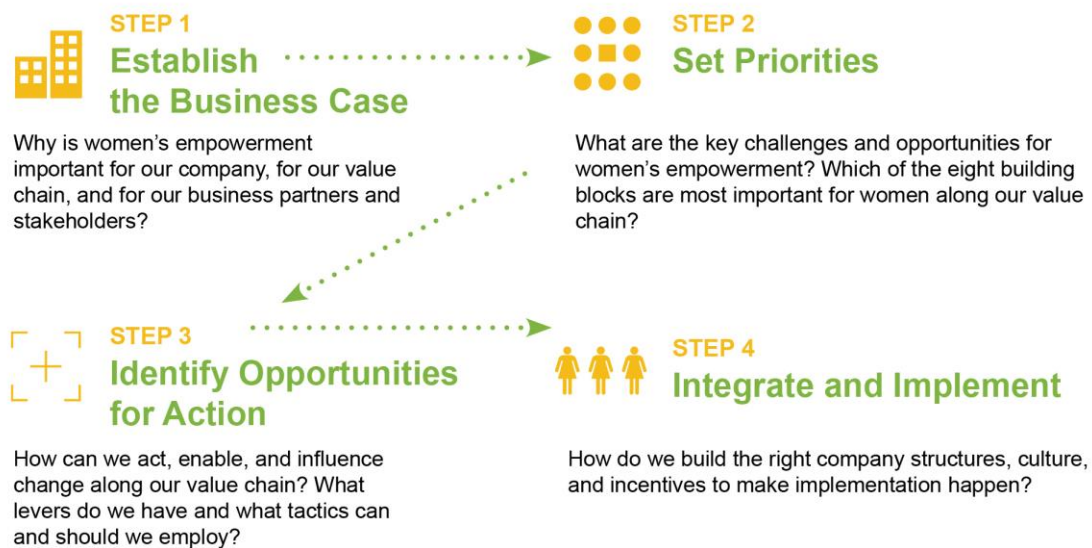 STEP 1
Establish
the Business Case
Why is women’s empowerment
important for our company, for our value
chain, and for our business partners and
stakeholders?
STEP 2
Set Priorities
What are the key challenges and opportunities for
women’s empowerment? Which of the eight building
blocks are most important for women along our value
chain?
STEP 3
Identify Opportunities
for Action
How can we act, enable, and influence
change along our value chain? What
levers do we have and what tactics can
and should we employ?
STEP 4
Integrate and Implement
How do we build the right company structures, culture,
and incentives to make implementation happen?